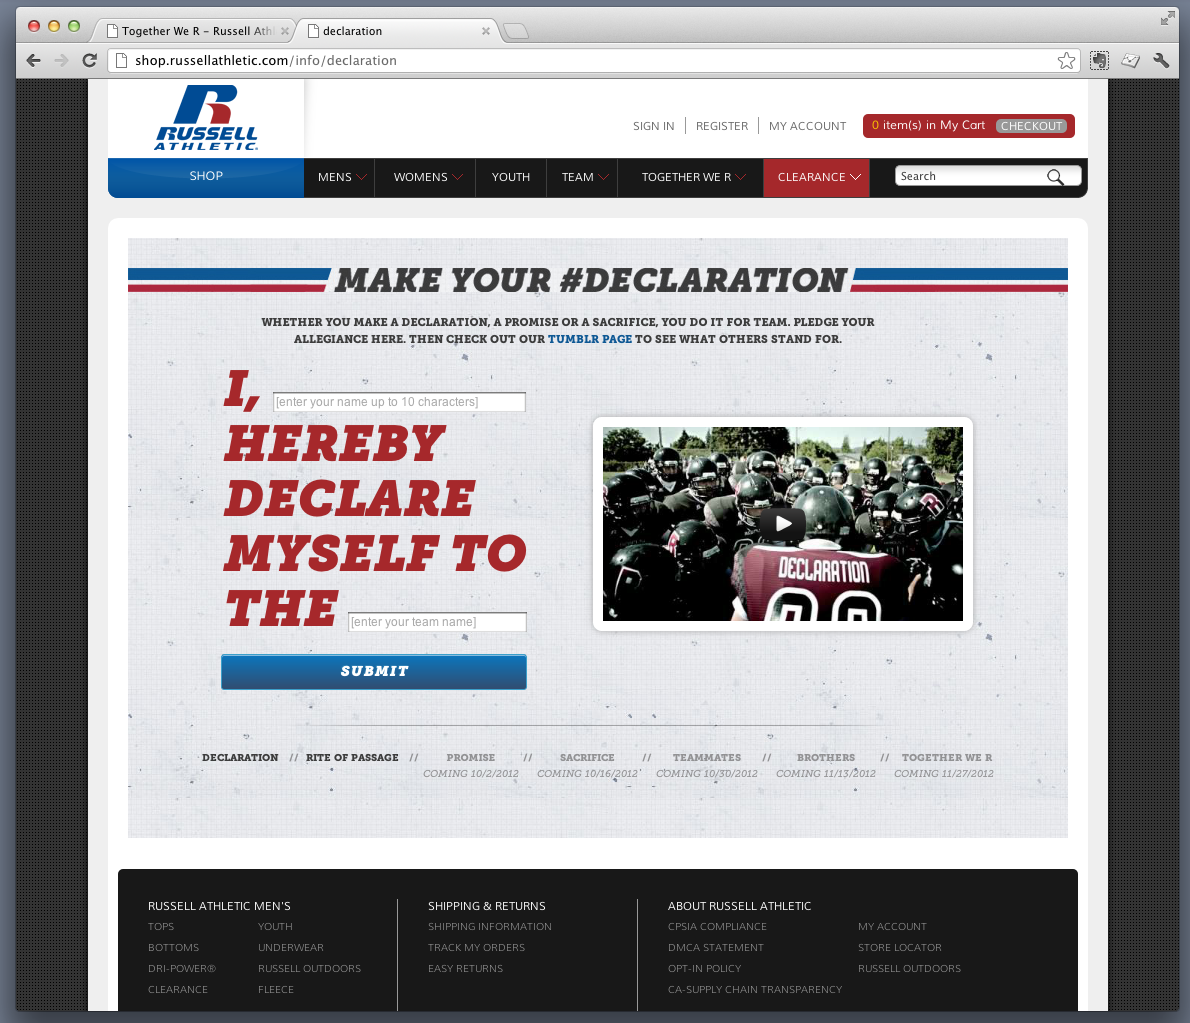 Together We R – Russell Athl
declaration
shop.russellathletic.com/info/declaration
R
RUSSELL
ATHLETIC.
SIGN IN
REGISTER
MY ACCOUNT
0 item(s) in My Cart
CHECKOUT
SHOP
MENS
WOMENS
YOUTH
TEAM
TOGETHER WE R
CLEARANCE
Search
MAKE YOUR #DECLARATION
WHETHER YOU MAKE A DECLARATION, A PROMISE OR A SACRIFICE, YOU DO IT FOR TEAM. PLEDGE YOUR
ALLEGIANCE HERE. THEN CHECK OUT OUR TUMBLR PAGE TO SEE WHAT OTHERS STAND FOR.
I, [enter your name up to 10 characters]
HEREBY
DECLARE
MYSELF TO
THE [enter your team name]
SUBMIT
DECLARATION
DECLARATION // RITE OF PASSAGE // PROMISE // SACRIFICE // TEAMMATES // BROTHERS // TOGETHER WE R
COMING 10/2/2012 COMING 10/16/2012 COMING 10/30/2012 COMING 11/13/2012 COMING 11/27/2012
RUSSELL ATHLETIC MEN'S
TOPS YOUTH
BOTTOMS UNDERWEAR
DRI-POWER® RUSSELL OUTDOORS
CLEARANCE FLEECE
SHIPPING & RETURNS
SHIPPING INFORMATION
TRACK MY ORDERS
EASY RETURNS
ABOUT RUSSELL ATHLETIC
CPSIA COMPLIANCE MY ACCOUNT
DMCA STATEMENT STORE LOCATOR
OPT-IN POLICY RUSSELL OUTDOORS
CA-SUPPLY CHAIN TRANSPARENCY